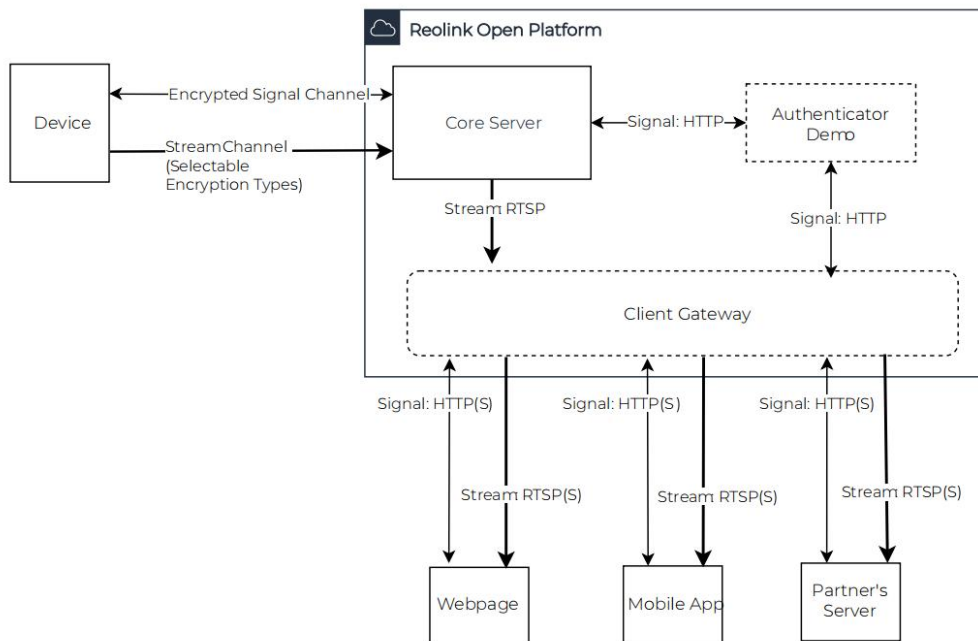 Reolink Open Platform
Device
Encrypted Signal Channel
StreamChannel
(Selectable
Encryption Types)
Core Server
Signal: HTTP
Authenticator
Demo
Stream: RTSP
Signal: HTTP
Client Gateway
Signal: HTTP(S)
Signal: HTTP(S)
Signal: HTTP(S)
Stream: RTSP(S)
Stream: RTSP(S)
Stream: RTSP(S)
Webpage
Mobile App
Partner's
Server